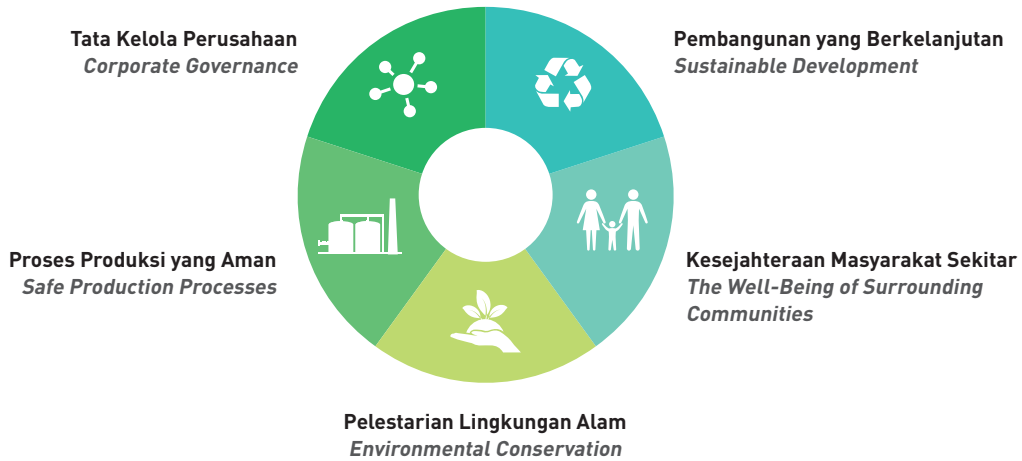 Tata Kelola Perusahaan
Corporate Governance
Pembangunan yang Berkelanjutan
Sustainable Development
Proses Produksi yang Aman
Safe Production Processes
Kesejahteraan Masyarakat Sekitar
The Well-Being of Surrounding
Communities
Pelestarian Lingkungan Alam
Environmental Conservation